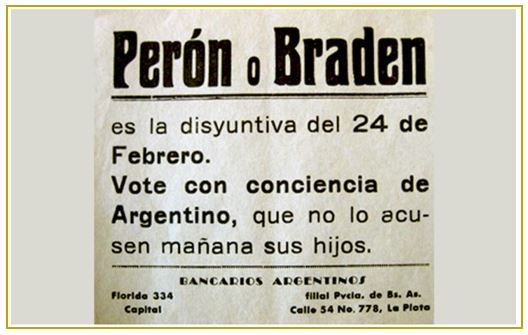 Perón o Braden
es la disyuntiva del 24 de
Febrero.
Vote con conciencia de
Argentino, que no lo acu-
sen mañana sus hijos.
BANCARIOS ARGENTINOS
Florida 334 filial Pvcia. de Bs. As.
Capital Calle 54 No. 778, La Plata